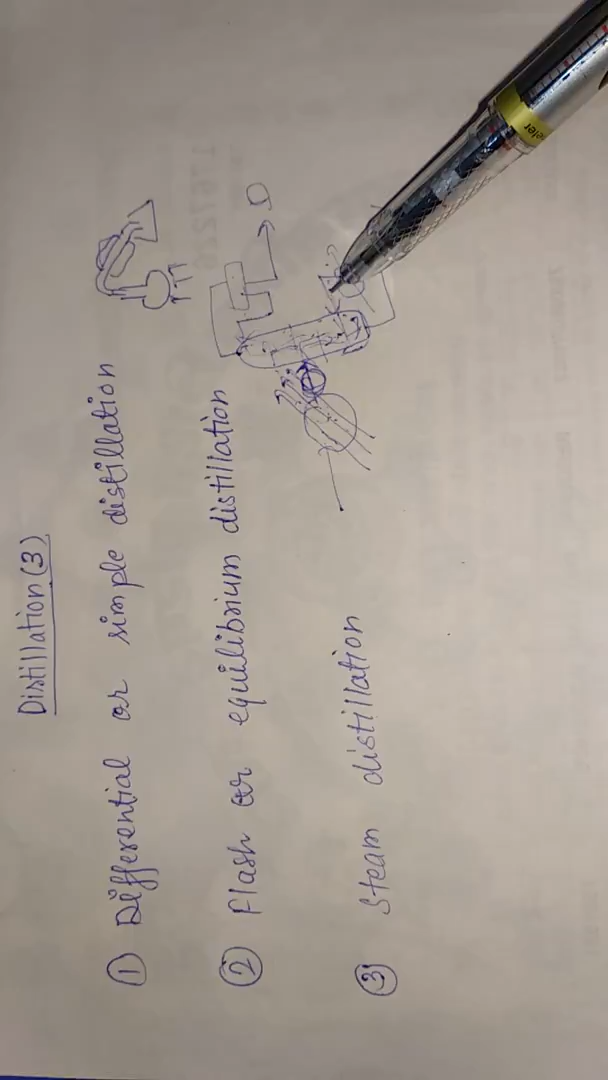 Distillation (3)
① Differential or simple distillation
② Flash or equilibrium distillation
D
③ Steam distillation